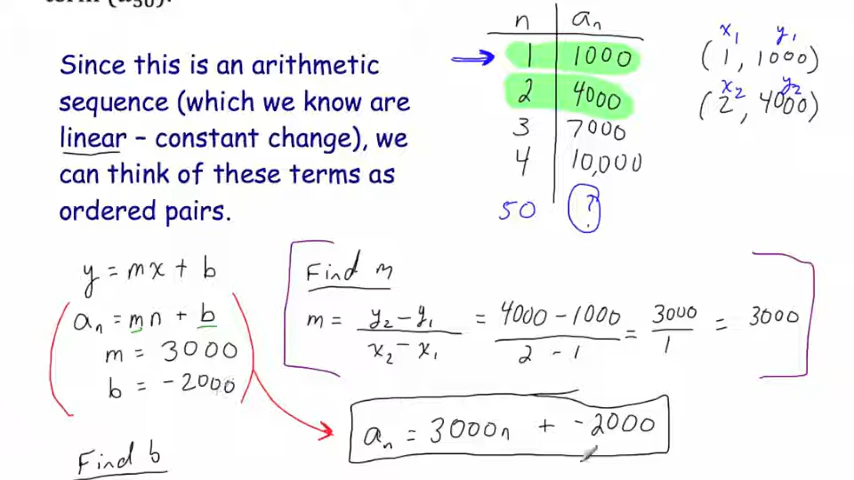 term (a50).
Since this is an arithmetic
sequence (which we know are
linear – constant change), we
can think of these terms as
ordered pairs.
n | an
1 | 1000
2 | 4000
3 | 7000
4 | 10,000
50 | ?
x1 y1
(1, 1000)
x2 y2
(2, 4000)
y = mx + b
an = mn + b
m = 3000
b = -2000
Find m
m = y2 - y1 / x2 - x1 = 4000 - 1000 / 2 - 1 = 3000 / 1 = 3000
an = 3000n + -2000
Find b